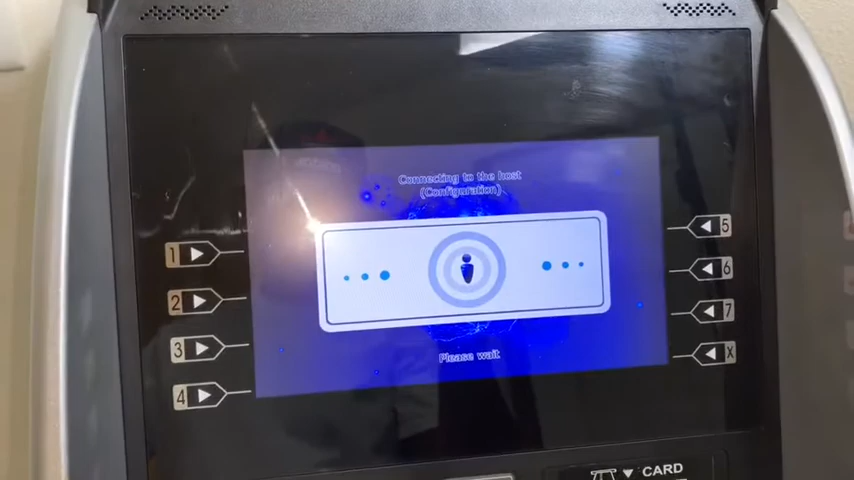 Connecting to the host
(Configuration)
1
5
2
6
3
7
4
X
Please wait
CARD